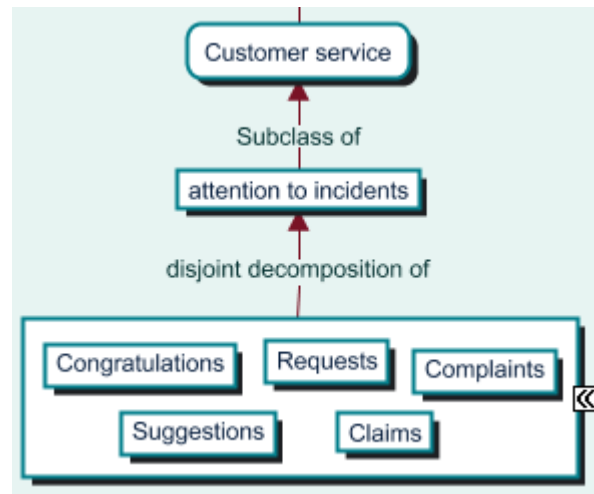 Customer service
Subclass of
attention to incidents
disjoint decomposition of
Congratulations
Requests
Complaints
Suggestions
Claims